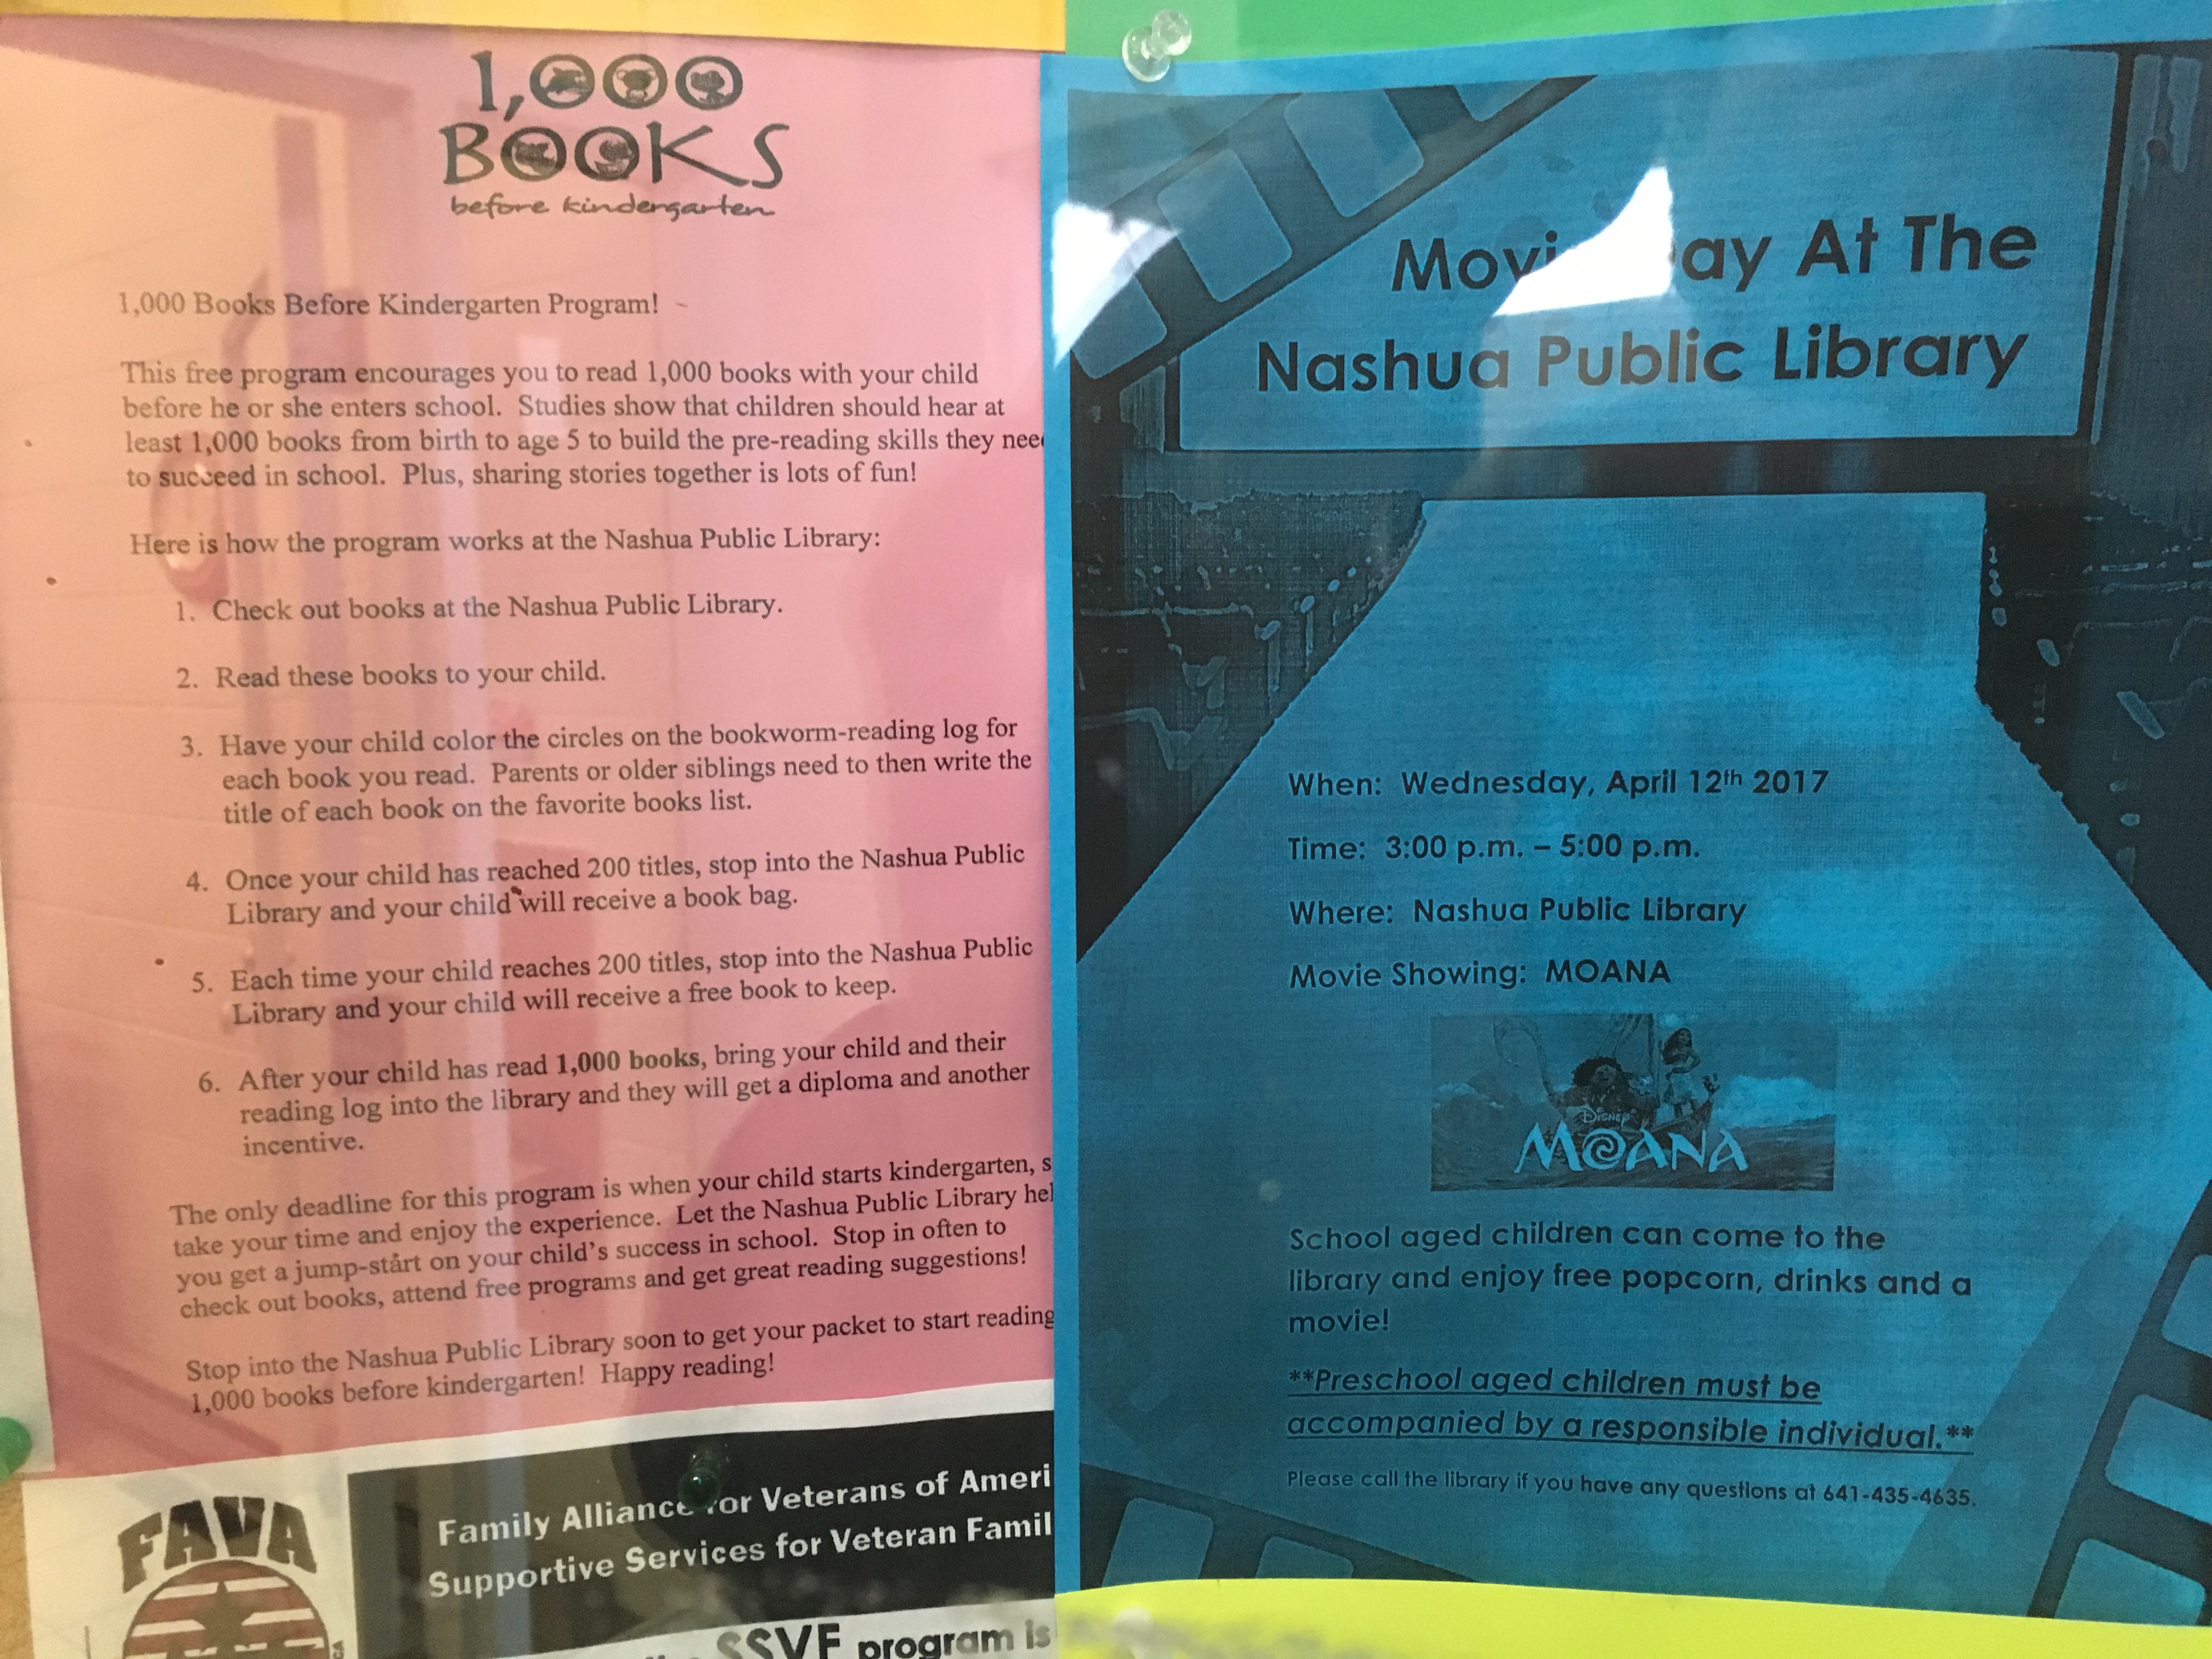 1,000
BOOKS
before kindergarten
1,000 Books Before Kindergarten Program!
This free program encourages you to read 1,000 books with your child
before he or she enters school. Studies show that children should hear at
least 1,000 books from birth to age 5 to build the pre-reading skills they nee
to succeed in school. Plus, sharing stories together is lots of fun!
Here is how the program works at the Nashua Public Library:
1. Check out books at the Nashua Public Library.
2. Read these books to your child.
3. Have your child color the circles on the bookworm-reading log for
each book you read. Parents or older siblings need to then write the
title of each book on the favorite books list.
4. Once your child has reached 200 titles, stop into the Nashua Public
Library and your child will receive a book bag.
5. Each time your child reaches 200 titles, stop into the Nashua Public
Library and your child will receive a free book to keep.
6. After your child has read 1,000 books, bring your child and their
reading log into the library and they will get a diploma and another
incentive.
The only deadline for this program is when your child starts kindergarten, s
take your time and enjoy the experience. Let the Nashua Public Library hel
you get a jump-start on your child's success in school. Stop in often to
check out books, attend free programs and get great reading suggestions!
Stop into the Nashua Public Library soon to get your packet to start reading
1,000 books before kindergarten! Happy reading!
FAVA
Family Alliance for Veterans of Ameri
Supportive Services for Veteran Famil
SSVF program is
Movi ay At The
Nashua Public Library
When: Wednesday, April 12th 2017
Time: 3:00 p.m. – 5:00 p.m.
Where: Nashua Public Library
Movie Showing: MOANA
DISNEY
MOANA
School aged children can come to the
library and enjoy free popcorn, drinks and a
movie!
**Preschool aged children must be
accompanied by a responsible individual.**
Please call the library if you have any questions at 641-435-4635.